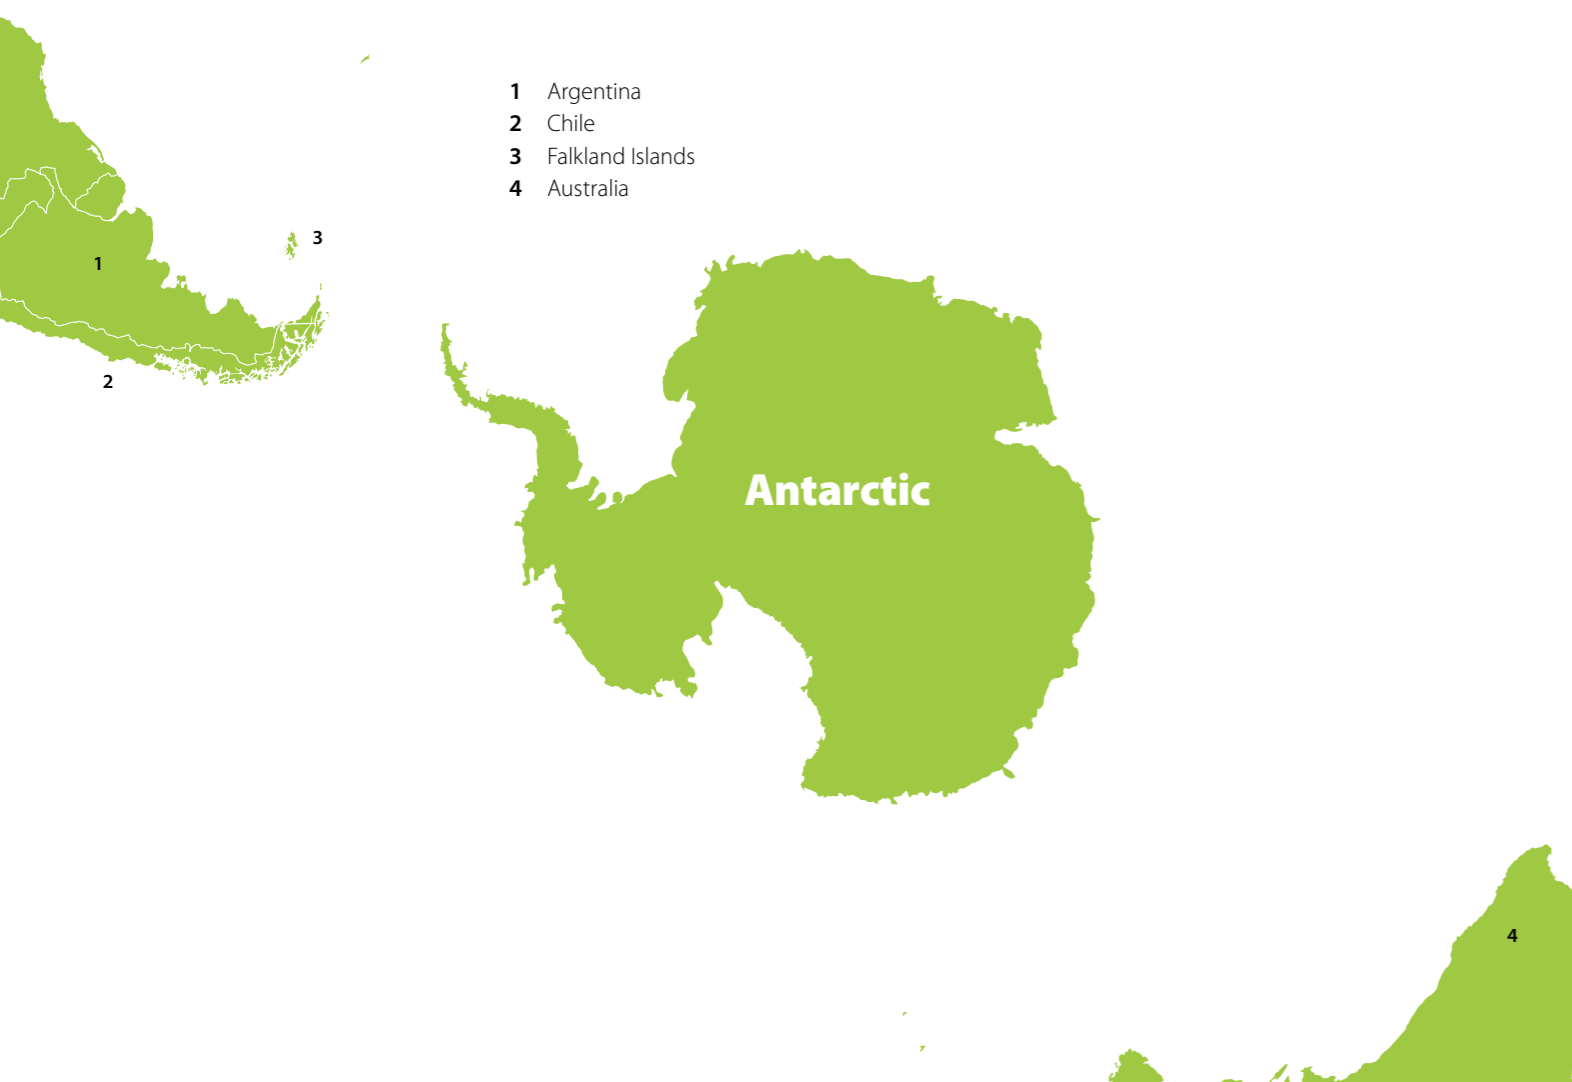 1 Argentina
2 Chile
3 Falkland Islands
4 Australia
3
1
2
Antarctic
4